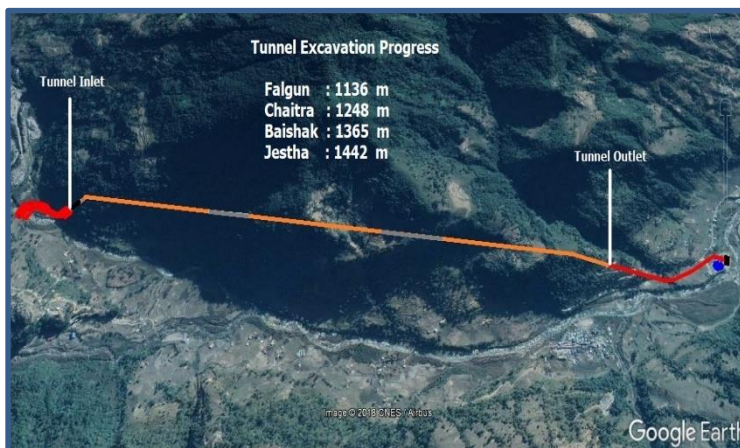 Tunnel Excavation Progress
Falgun : 1136 m
Chaitra : 1248 m
Baishak : 1365 m
Jestha : 1442 m
Tunnel Inlet
Tunnel Outlet
Image © 2018 CNES / Airbus
Google Earth